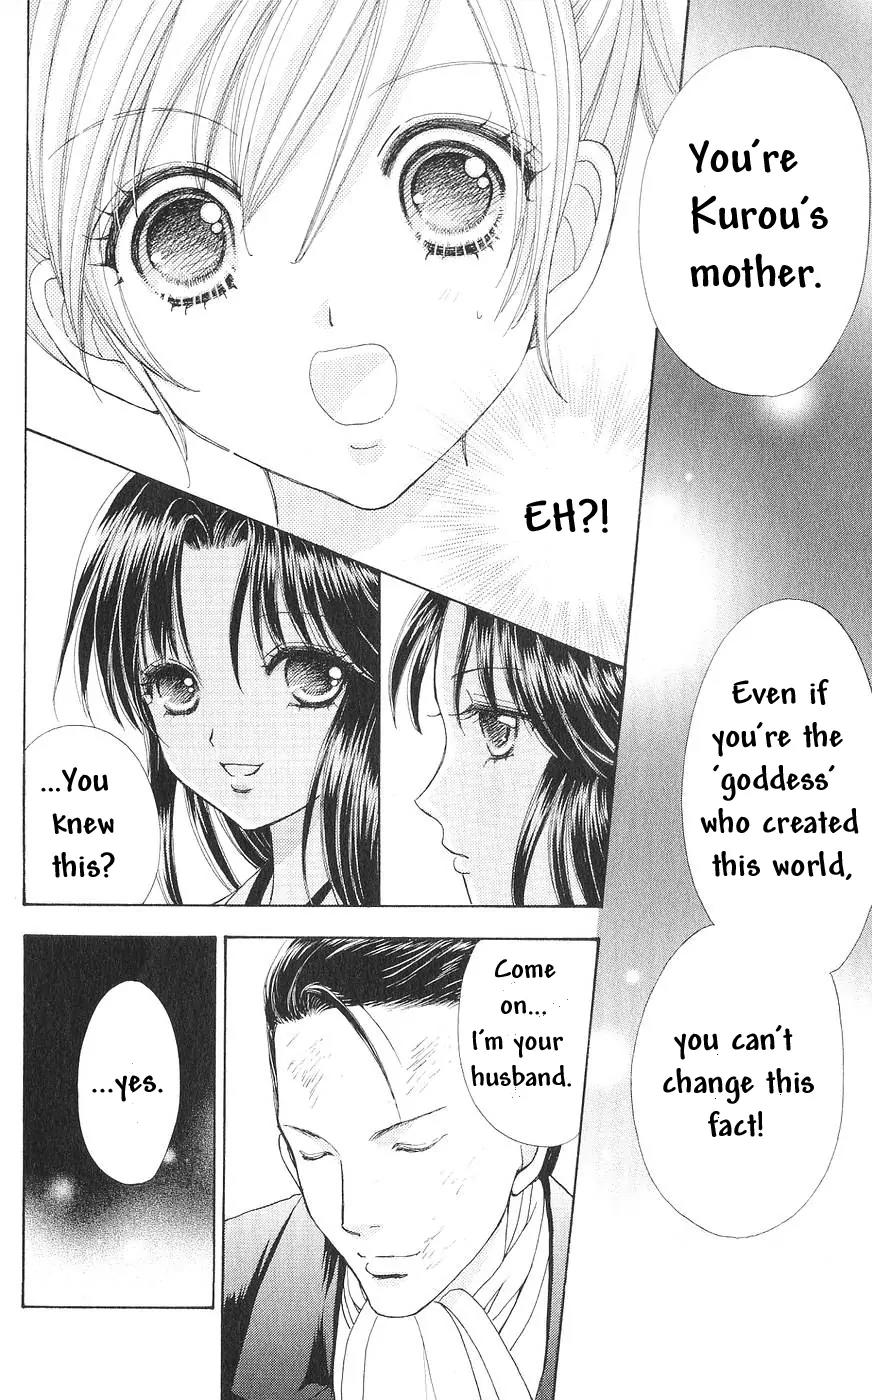 You're
Kurou's
mother.
Even if
you're the
'goddess'
who created
this world,
you can't
change this
fact!
EH?!
...You
knew
this?
Come
on...
I'm your
husband.
...yes.